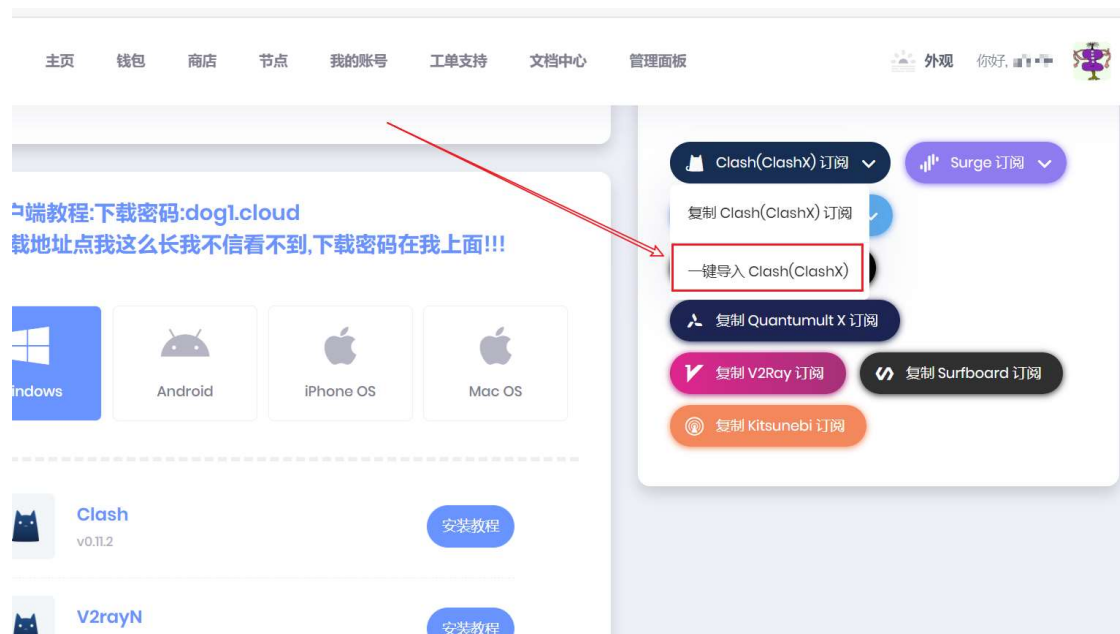 主页 钱包 商店 节点 我的账号 工单支持 文档中心 管理面板 外观 你好,
Clash(ClashX) 订阅 Surge 订阅
复制 Clash(ClashX) 订阅
一键导入 Clash(ClashX)
复制 Quantumult X 订阅
复制 V2Ray 订阅 复制 Surfboard 订阅
复制 Kitsunebi 订阅
户端教程:下载密码:dog1.cloud
载地址点我这么长我不信看不到,下载密码在我上面!!!
indows Android iPhone OS Mac OS
Clash 安装教程
v0.11.2
V2rayN 安装教程